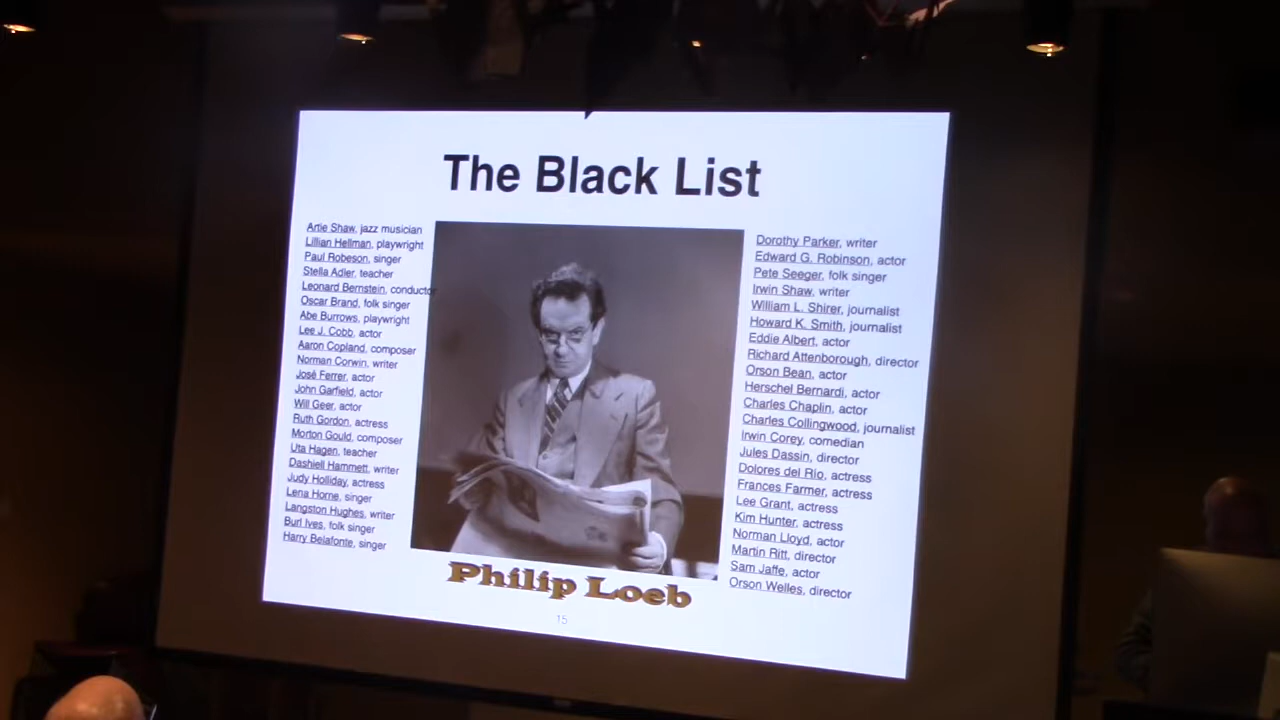 The Black List
Artie Shaw, jazz musician
Lillian Hellman, playwright
Paul Robeson, singer
Stella Adler, teacher
Leonard Bernstein, conductor
Oscar Brand, folk singer
Abe Burrows, playwright
Lee J. Cobb, actor
Aaron Copland, composer
Norman Corwin, writer
José Ferrer, actor
John Garfield, actor
Will Geer, actor
Ruth Gordon, actress
Morton Gould, composer
Uta Hagen, teacher
Dashiell Hammett, writer
Judy Holliday, actress
Lena Horne, singer
Langston Hughes, writer
Burl Ives, folk singer
Harry Belafonte, singer
Dorothy Parker, writer
Edward G. Robinson, actor
Pete Seeger, folk singer
Irwin Shaw, writer
William L. Shirer, journalist
Howard K. Smith, journalist
Eddie Albert, actor
Richard Attenborough, director
Orson Bean, actor
Herschel Bernardi, actor
Charles Chaplin, actor
Charles Collingwood, journalist
Irwin Corey, comedian
Jules Dassin, director
Dolores del Río, actress
Frances Farmer, actress
Lee Grant, actress
Kim Hunter, actress
Norman Lloyd, actor
Martin Ritt, director
Sam Jaffe, actor
Orson Welles, director
Philip Loeb
15